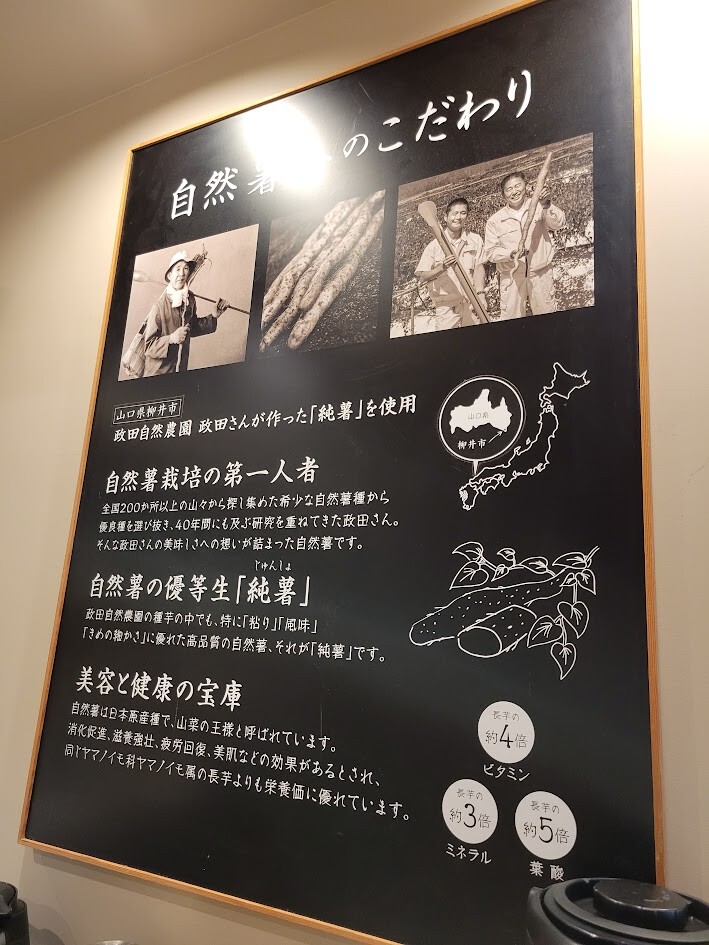 自然薯のこだわり
山口県柳井市
政田自然農園 政田さんが作った「純薯」を使用
山口県
柳井市
自然薯栽培の第一人者
全国200か所以上の山々から探し集めた希少な自然薯種から
優良種を選び抜き、40年間にも及ぶ研究を重ねてきた政田さん。
そんな政田さんの美味しさへの想いが詰まった自然薯です。
じゅんしょ
自然薯の優等生「純薯」
政田自然農園の種芋の中でも、特に「粘り」「風味」
「きめの細かさ」に優れた高品質の自然薯、それが「純薯」です。
美容と健康の宝庫
自然薯は日本原産種で、山菜の王様と呼ばれています。
消化促進、滋養強壮、疲労回復、美肌などの効果があるとされ、
同じヤマノイモ科ヤマノイモ属の長芋よりも栄養価に優れています。
長芋の
約4倍
ビタミン
長芋の
約3倍
ミネラル
長芋の
約5倍
葉酸